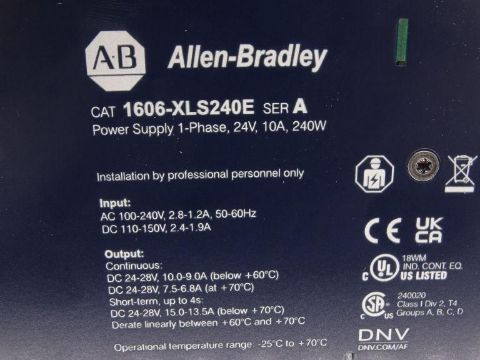 AB Allen-Bradley
CAT 1606-XLS240E SER A
Power Supply 1-Phase, 24V, 10A, 240W
Installation by professional personnel only
Input:
AC 100-240V, 2.8-1.2A, 50-60Hz
DC 110-150V, 2.4-1.9A
Output:
Continuous:
DC 24-28V, 10.0-9.0A (below +60°C)
DC 24-28V, 7.5-6.8A (at +70°C)
Short-term, up to 4s:
DC 24-28V, 15.0-13.5A (below +70°C)
Derate linearly between +60°C and +70°C
Operational temperature range: -25°C to +70°C
CE UK CA
18WM
IND. CONT. EQ.
C UL US LISTED
240020
Class I Div 2, T4
Groups A, B, C, D
C SA US
DNV
DNV.COM/AF